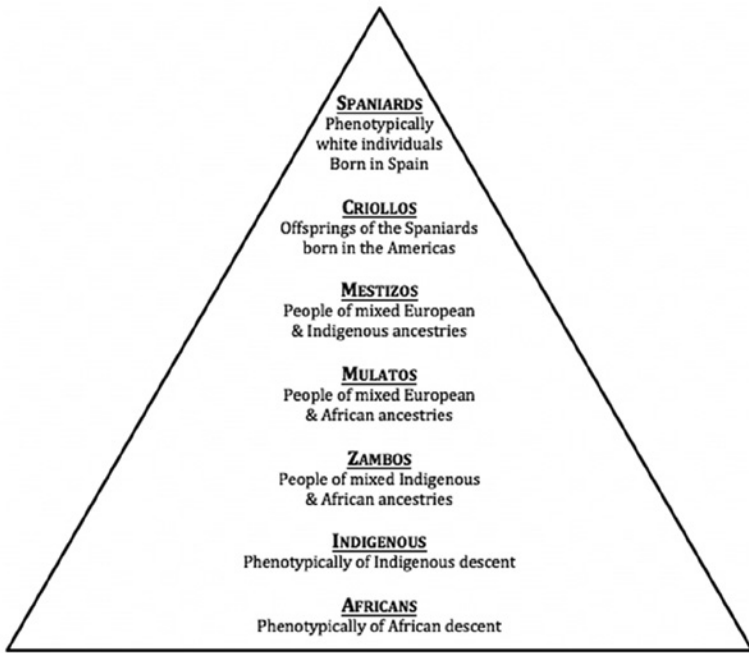 SPANIARDS
Phenotypically
white individuals
Born in Spain
CRIOLLOS
Offsprings of the Spaniards
born in the Americas
MESTIZOS
People of mixed European
& Indigenous ancestries
MULATOS
People of mixed European
& African ancestries
ZAMBOS
People of mixed Indigenous
& African ancestries
INDIGENOUS
Phenotypically of Indigenous descent
AFRICANS
Phenotypically of African descent